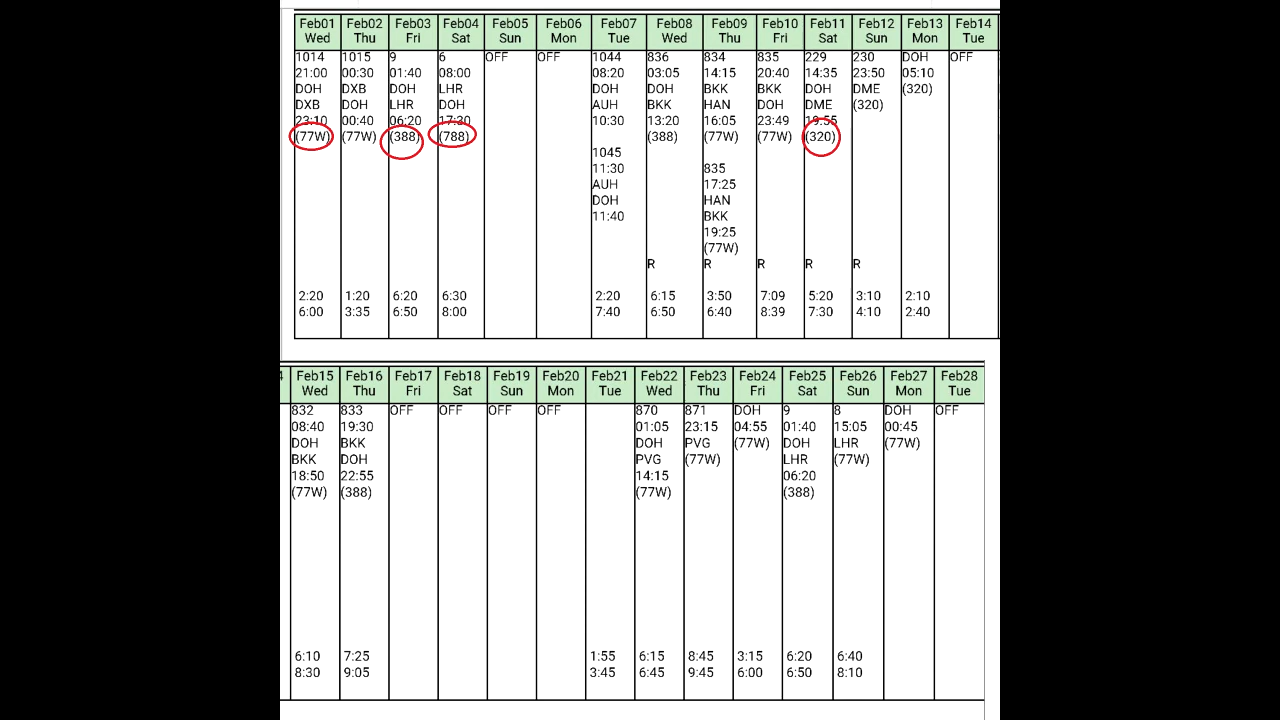 Feb01 Feb02 Feb03 Feb04 Feb05 Feb06 Feb07 Feb08 Feb09 Feb10 Feb11 Feb12 Feb13 Feb14
Wed Thu Fri Sat Sun Mon Tue Wed Thu Fri Sat Sun Mon Tue
1014 1015 9 6 OFF OFF 1044 836 834 835 229 230 DOH OFF
21:00 00:30 01:40 08:00 08:20 03:05 14:15 20:40 14:35 23:50 05:10
DOH DXB DOH LHR DOH DOH BKK BKK DOH DME (320)
DXB DOH LHR DOH AUH BKK HAN DOH DME (320)
23:10 00:40 06:20 17:30 10:30 13:20 16:05 23:49 19:55
(77W) (77W) (388) (788) (388) (77W) (77W) (320)
1045
11:30 835
AUH 17:25
DOH HAN
11:40 BKK
19:25
(77W)
R R R R R
2:20 1:20 6:20 6:30 2:20 6:15 3:50 7:09 5:20 3:10 2:10
6:00 3:35 6:50 8:00 7:40 6:50 6:40 8:39 7:30 4:10 2:40
4 Feb15 Feb16 Feb17 Feb18 Feb19 Feb20 Feb21 Feb22 Feb23 Feb24 Feb25 Feb26 Feb27 Feb28
Wed Thu Fri Sat Sun Mon Tue Wed Thu Fri Sat Sun Mon Tue
832 833 OFF OFF OFF OFF 870 871 DOH 9 8 DOH OFF
08:40 19:30 01:05 23:15 04:55 01:40 15:05 00:45
DOH BKK DOH PVG (77W) DOH LHR (77W)
BKK DOH PVG (77W) LHR (77W)
18:50 22:55 14:15 06:20
(77W) (388) (77W) (388)
6:10 7:25 1:55 6:15 8:45 3:15 6:20 6:40
8:30 9:05 3:45 6:45 9:45 6:00 6:50 8:10